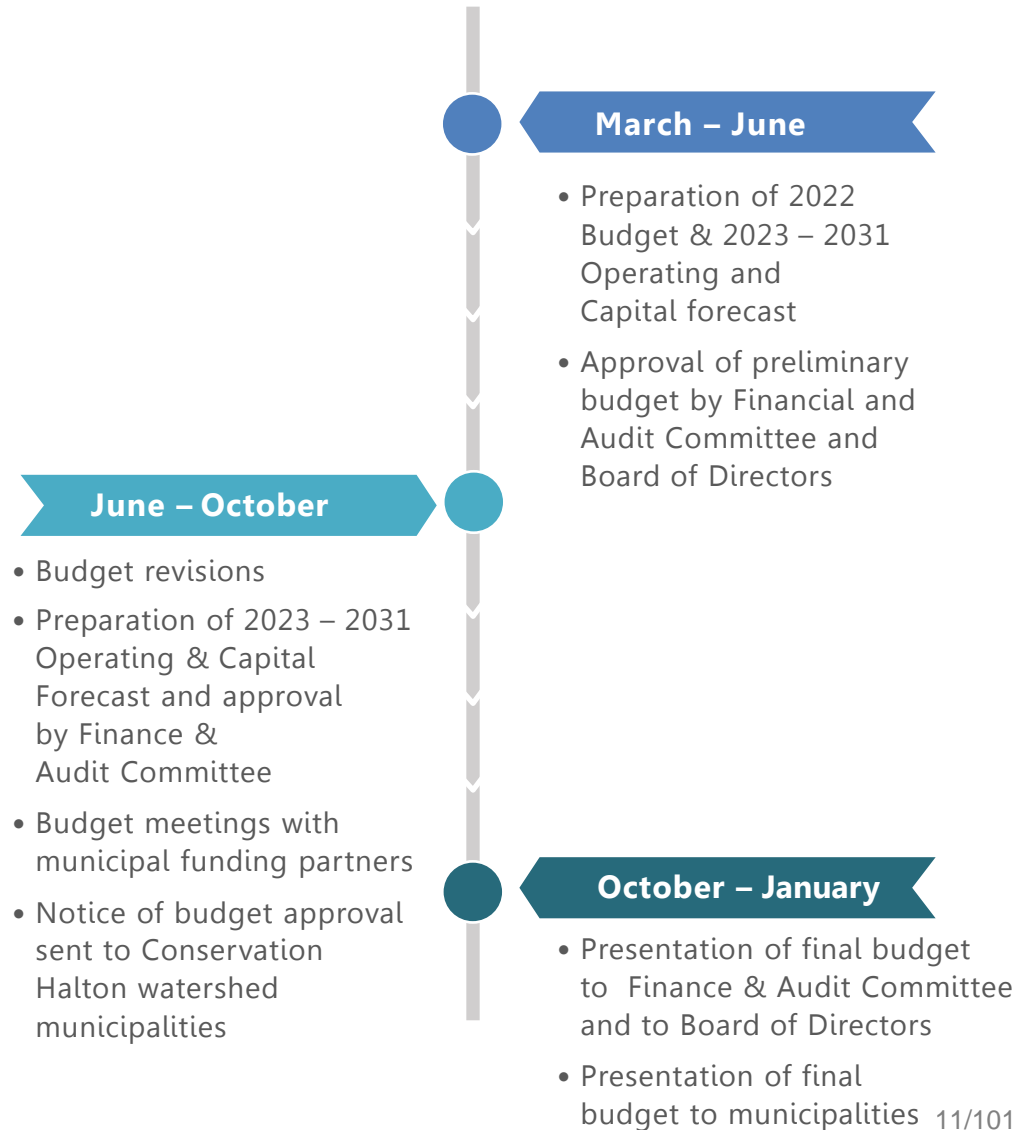 March – June
• Preparation of 2022
Budget & 2023 – 2031
Operating and
Capital forecast
• Approval of preliminary
budget by Financial and
Audit Committee and
Board of Directors
June – October
• Budget revisions
• Preparation of 2023 – 2031
Operating & Capital
Forecast and approval
by Finance &
Audit Committee
• Budget meetings with
municipal funding partners
• Notice of budget approval
sent to Conservation
Halton watershed
municipalities
October – January
• Presentation of final budget
to Finance & Audit Committee
and to Board of Directors
• Presentation of final
budget to municipalities
11/101